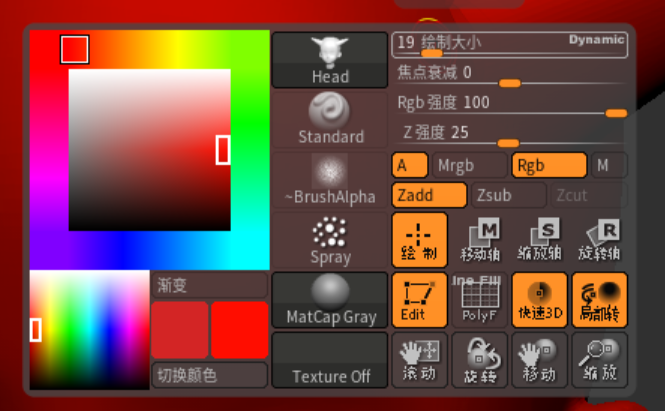 19 绘制大小 Dynamic
焦点衰减 0
Rgb 强度 100
Z 强度 25
Head
Standard
~BrushAlpha
Spray
MatCap Gray
Texture Off
A Mrgb Rgb M
Zadd Zsub Zcut
绘制 移动轴 缩放轴 旋转轴
M S R
Edit PolyF 快速3D 局部转
ine Fill
滚动 旋转 移动 缩放
渐变
切换颜色